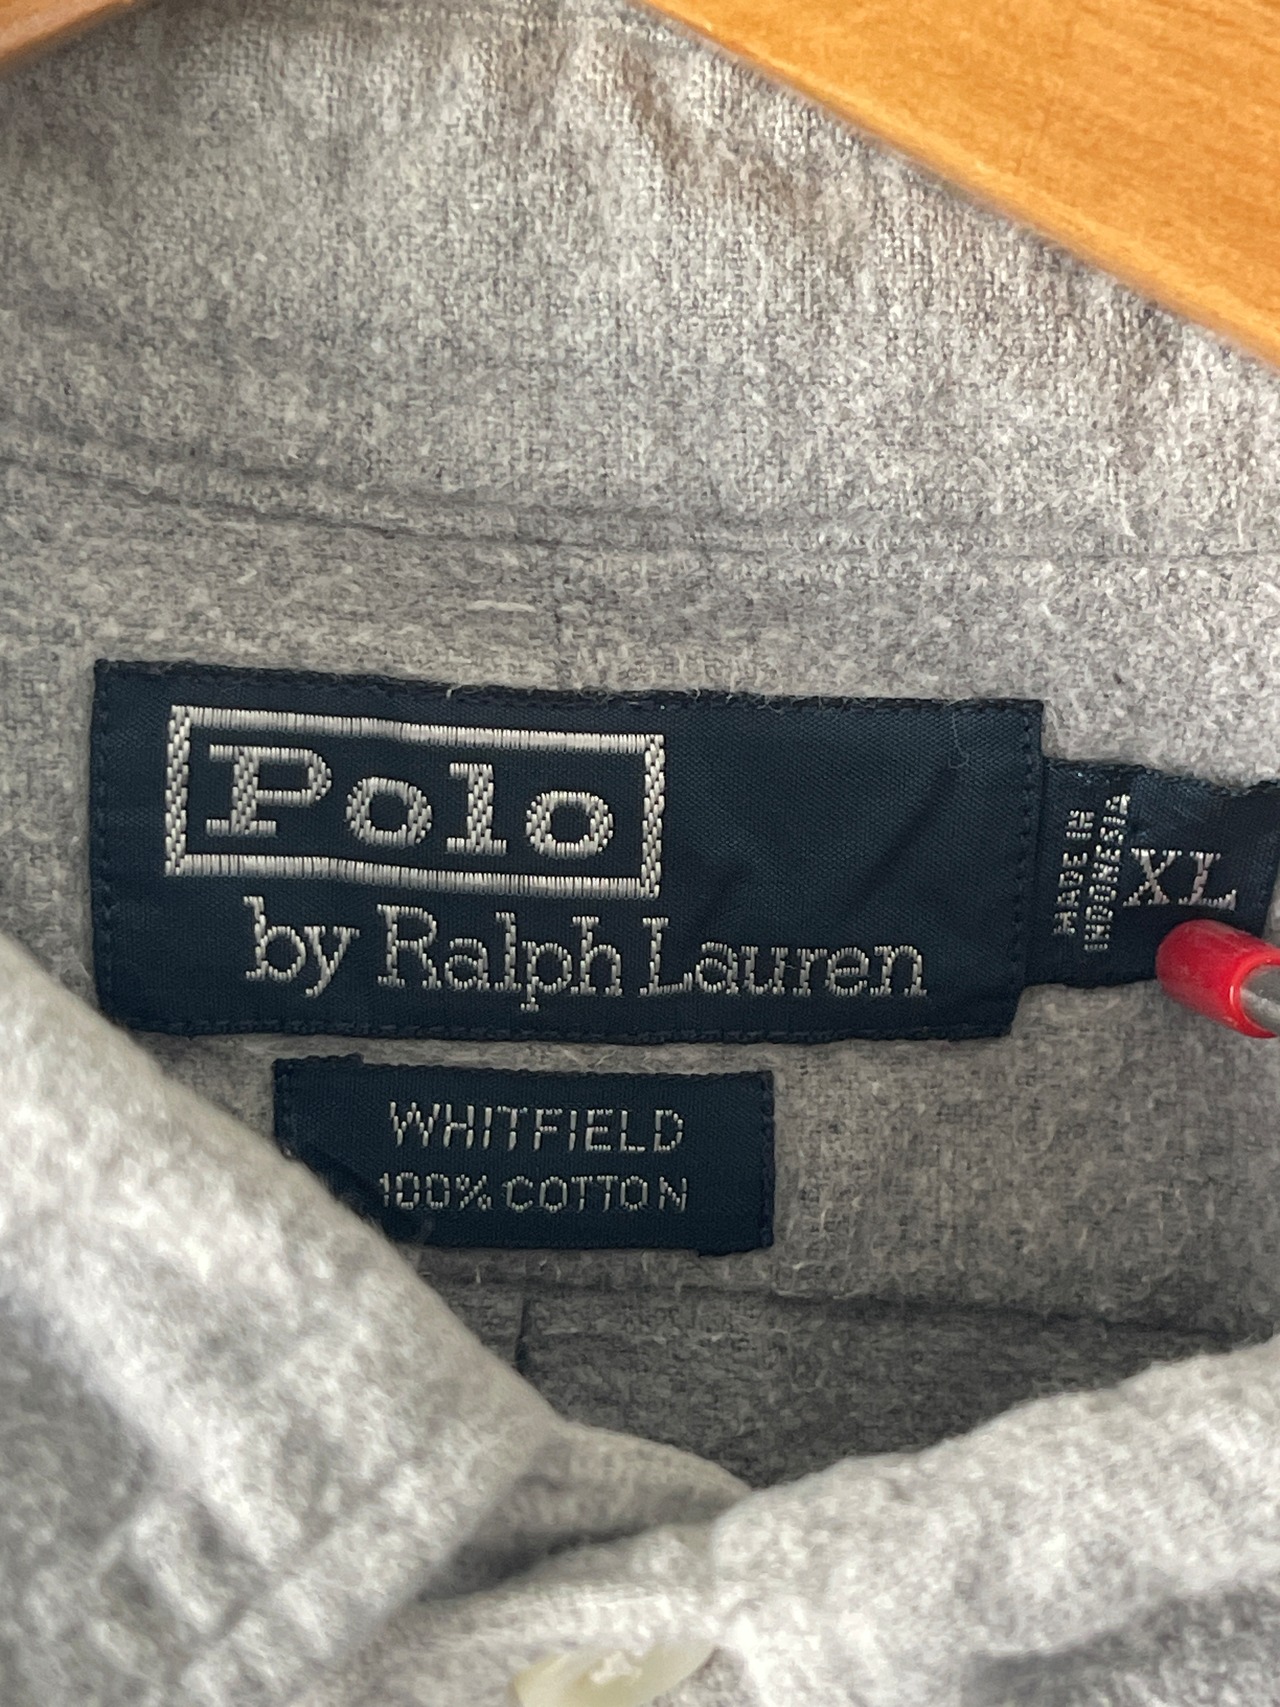 Polo
by Ralph Lauren
MADE IN
INDONESIA
XL
WHITFIELD
100% COTTON